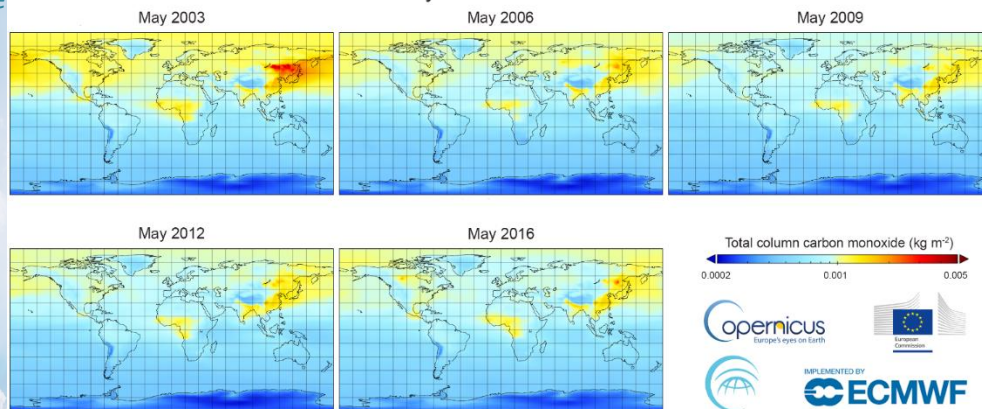 May 2003
May 2006
May 2009
May 2012
May 2016
Total column carbon monoxide (kg m-2)
0.0002 0.001 0.005
opernicus
Europe's eyes on Earth
European
Commission
IMPLEMENTED BY
ECMWF